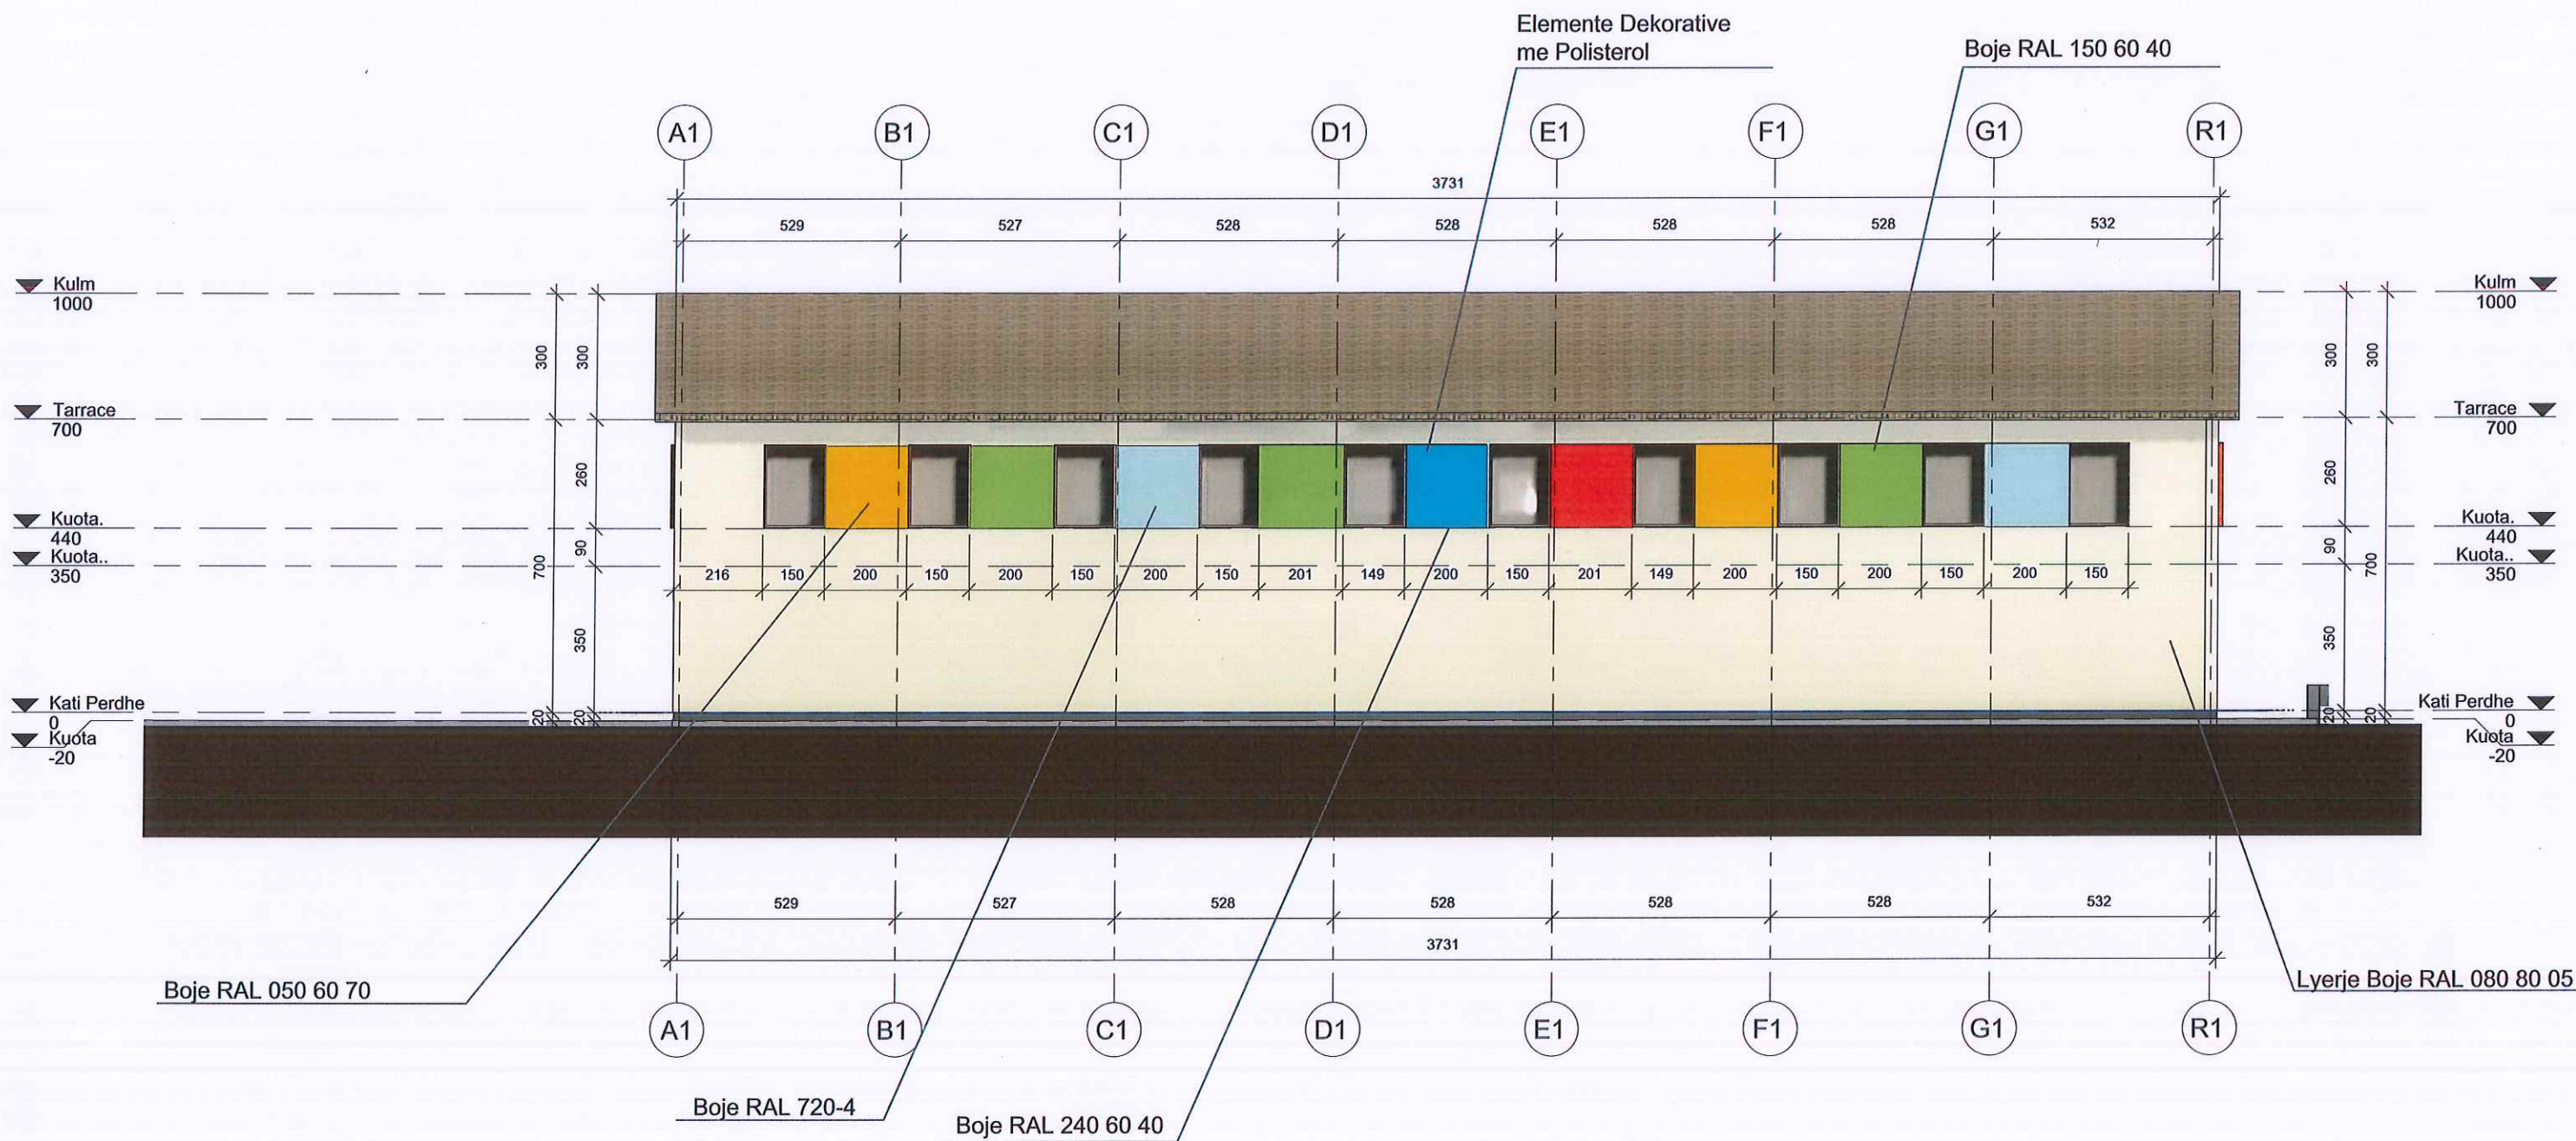 Elemente Dekorative
me Polisterol
Boje RAL 150 60 40
A1 B1 C1 D1 E1 F1 G1 R1
3731
529 527 528 528 528 528 532
Kulm
1000
Kulm
1000
300 300
300 300
Tarrace
700
Tarrace
700
260
260
Kuota.
440
Kuota.
440
90
90
Kuota..
350
Kuota..
350
700
700
216 150 200 150 200 150 200 150 201 149 200 150 201 149 200 150 200 150 200 150
350
350
Kati Perdhe
0
Kati Perdhe
0
20 20
20 20
Kuota
-20
Kuota
-20
529 527 528 528 528 528 532
3731
Boje RAL 050 60 70
Lyerje Boje RAL 080 80 05
A1 B1 C1 D1 E1 F1 G1 R1
Boje RAL 720-4
Boje RAL 240 60 40